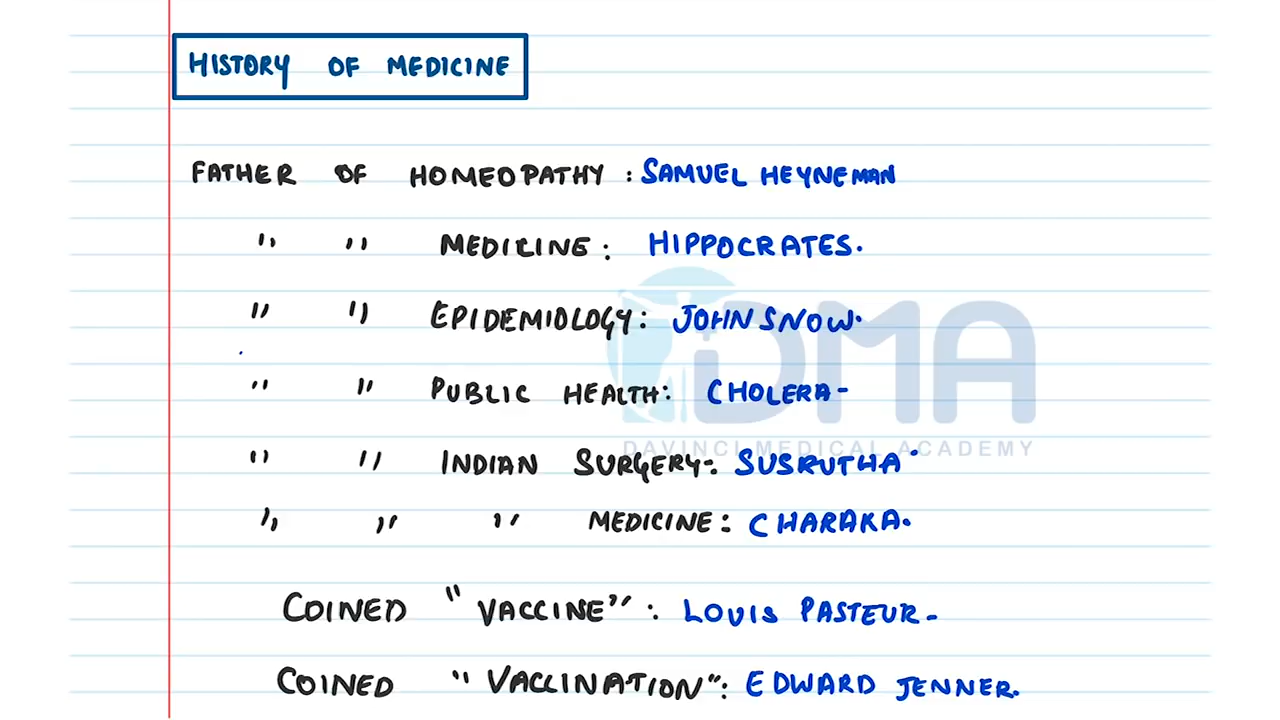 HISTORY OF MEDICINE
FATHER OF HOMEOPATHY : SAMUEL HEYNEMAN
" " MEDICINE : HIPPOCRATES.
" " EPIDEMIOLOGY : JOHN SNOW.
" " PUBLIC HEALTH : CHOLERA-
" " INDIAN SURGERY-: SUSRUTHA
" " " MEDICINE : CHARAKA.
COINED "VACCINE" : LOUIS PASTEUR-
COINED "VACCINATION" : EDWARD JENNER.
DMA
DAVINCI MEDICAL ACADEMY